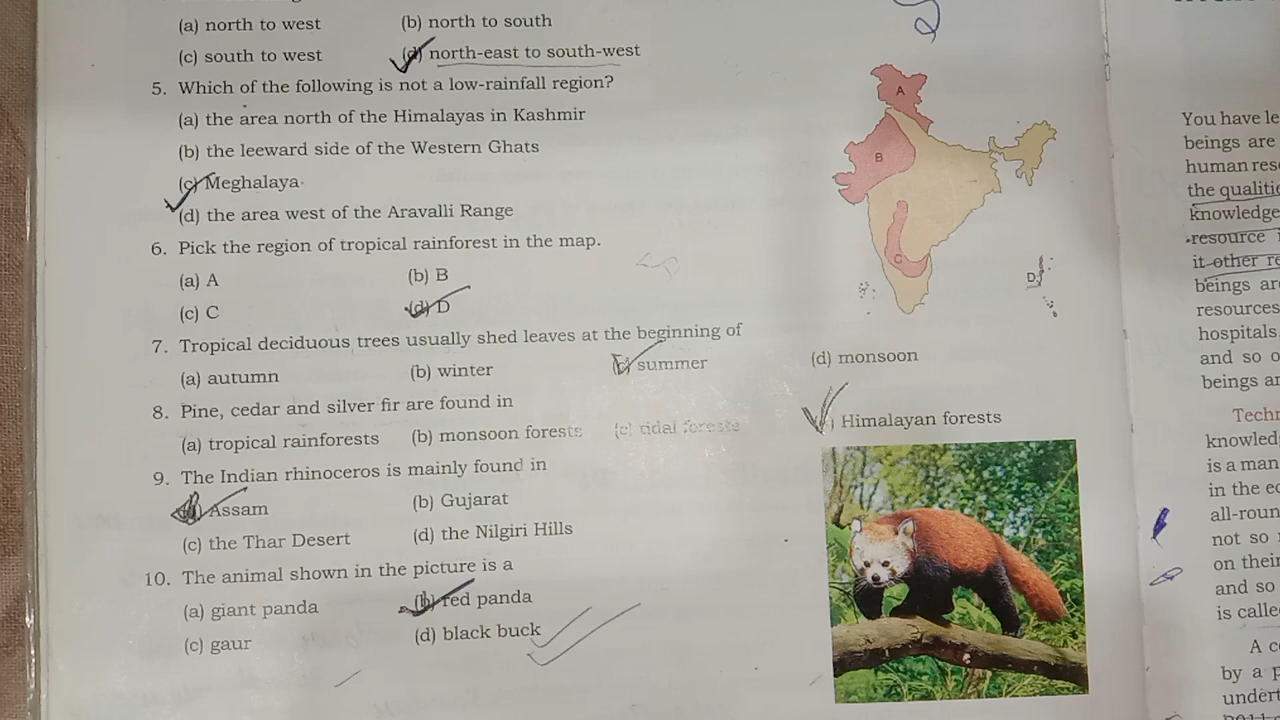 (a) north to west (b) north to south
(c) south to west (d) north-east to south-west
5. Which of the following is not a low-rainfall region?
(a) the area north of the Himalayas in Kashmir
(b) the leeward side of the Western Ghats
(c) Meghalaya
(d) the area west of the Aravalli Range
6. Pick the region of tropical rainforest in the map.
(a) A (b) B
(c) C (d) D
A
B
C
D
7. Tropical deciduous trees usually shed leaves at the beginning of
(a) autumn (b) winter (c) summer (d) monsoon
8. Pine, cedar and silver fir are found in
(a) tropical rainforests (b) monsoon forests (c) tidal forests ) Himalayan forests
9. The Indian rhinoceros is mainly found in
Assam (b) Gujarat
(c) the Thar Desert (d) the Nilgiri Hills
10. The animal shown in the picture is a
(a) giant panda (b) red panda
(c) gaur (d) black buck
You have le
beings are
human res
the qualiti
knowledge
resource
it other re
beings ar
resources
hospitals
and so o
beings ar
Techn
knowled
is a man
in the ec
all-roun
not so
on their
and so
is calle
A c
by a p
undert